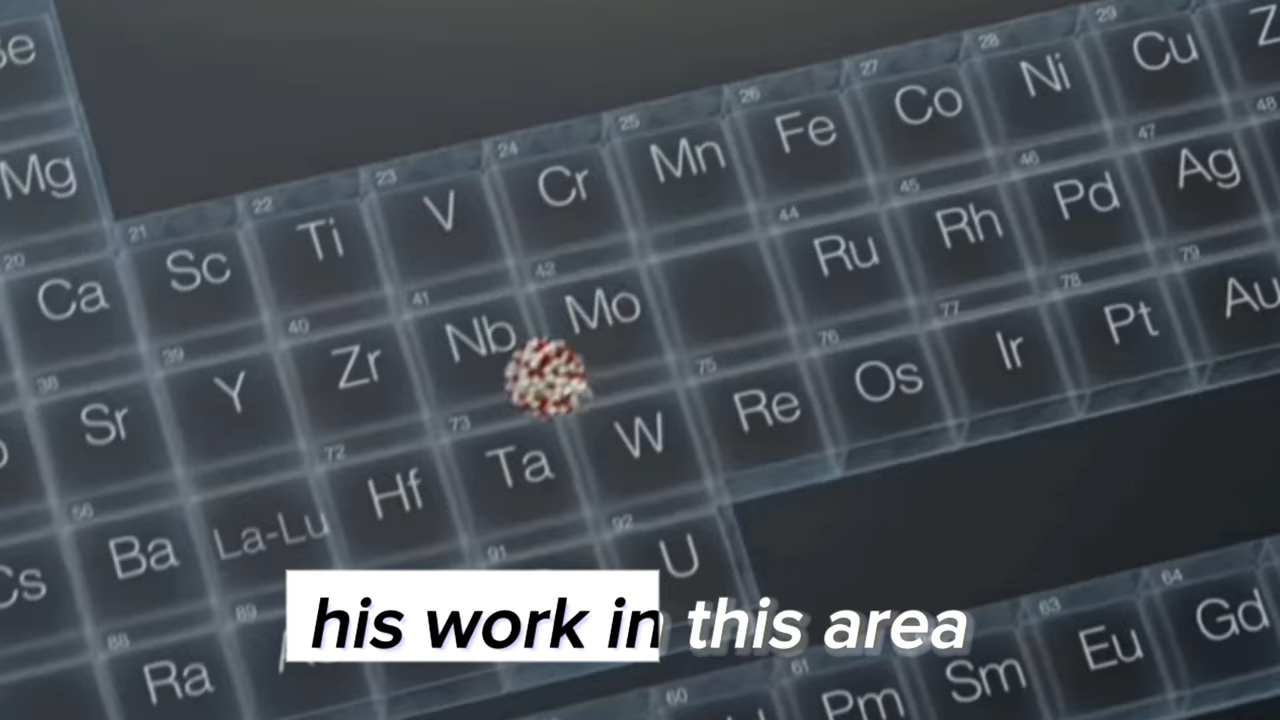 Mg
20 Ca 21 Sc 22 Ti 23 V 24 Cr 25 Mn 26 Fe 27 Co 28 Ni 29 Cu
38 Sr 39 Y 40 Zr 41 Nb 42 Mo 44 Ru 45 Rh 46 Pd 47 Ag 48
Cs 56 Ba La-Lu 72 Hf 73 Ta W 75 Re 76 Os 77 Ir 78 Pt 79 Au
88 Ra 89 91 92 U
60 61 Pm Sm 63 Eu 64 Gd
his work in this area